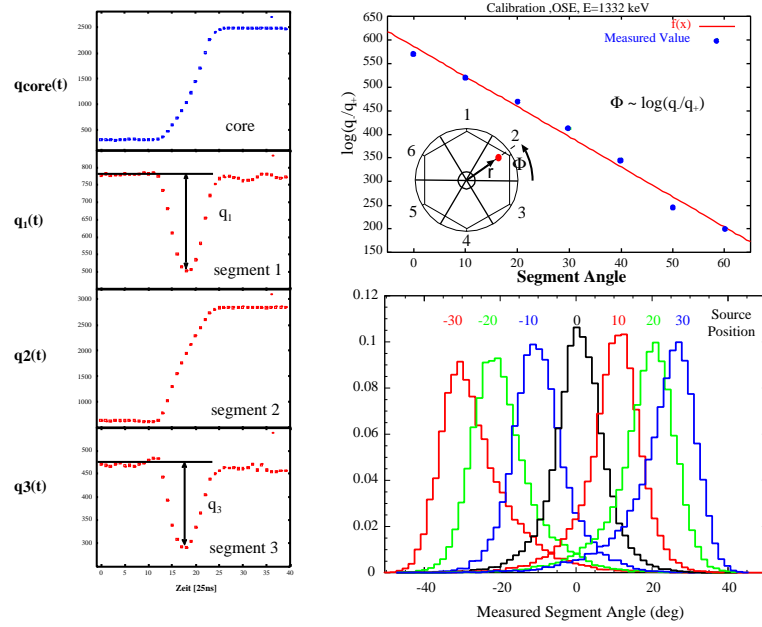 qcore(t)
2500
2000
1500
1000
500
core
q1(t)
800
750
700
650
600
550
500
q1
segment 1
q2(t)
3000
2500
2000
1500
1000
segment 2
q3(t)
500
450
400
350
300
q3
segment 3
0 5 10 15 20 25 30 35 40
Zeit [25ns]
Calibration ,OSE, E=1332 keV
f(x)
Measured Value
log(q-/q+)
650
600
550
500
450
400
350
300
250
200
150
Φ ~ log(q-/q+)
1
2
3
4
5
6
r
Φ
0 10 20 30 40 50 60
Segment Angle
0.12
0.1
0.08
0.06
0.04
0.02
0
-30 -20 -10 0 10 20 30
Source
Position
-40 -20 0 20 40
Measured Segment Angle (deg)